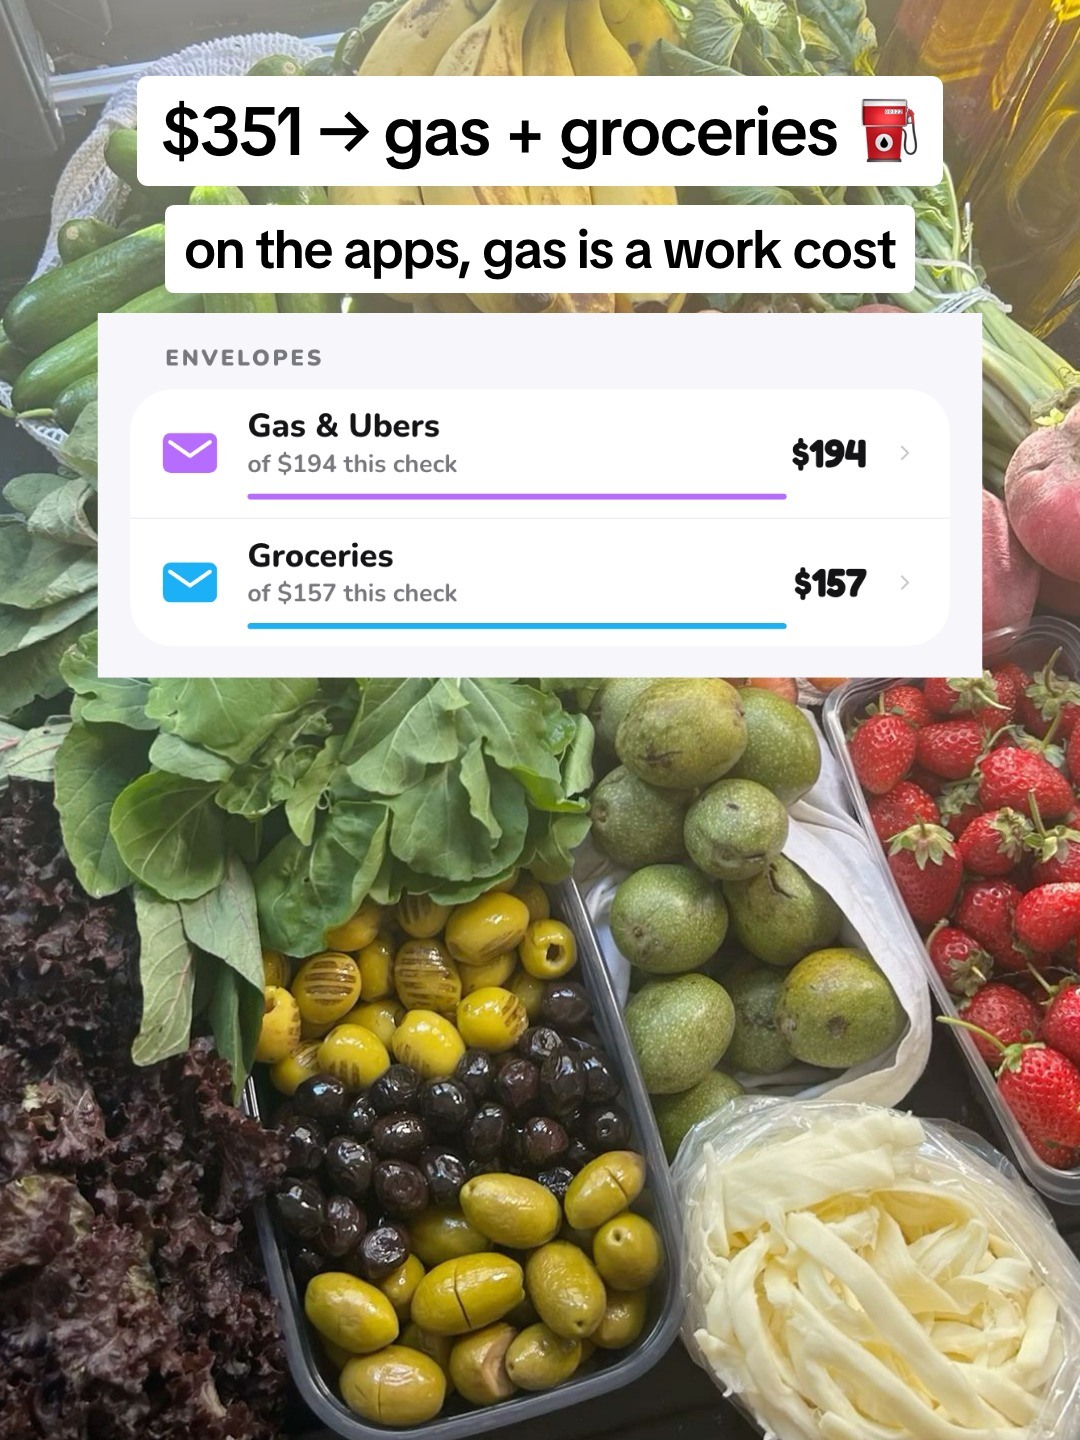 $351 → gas + groceries ⛽
on the apps, gas is a work cost
ENVELOPES
Gas & Ubers
of $194 this check
$194
Groceries
of $157 this check
$157